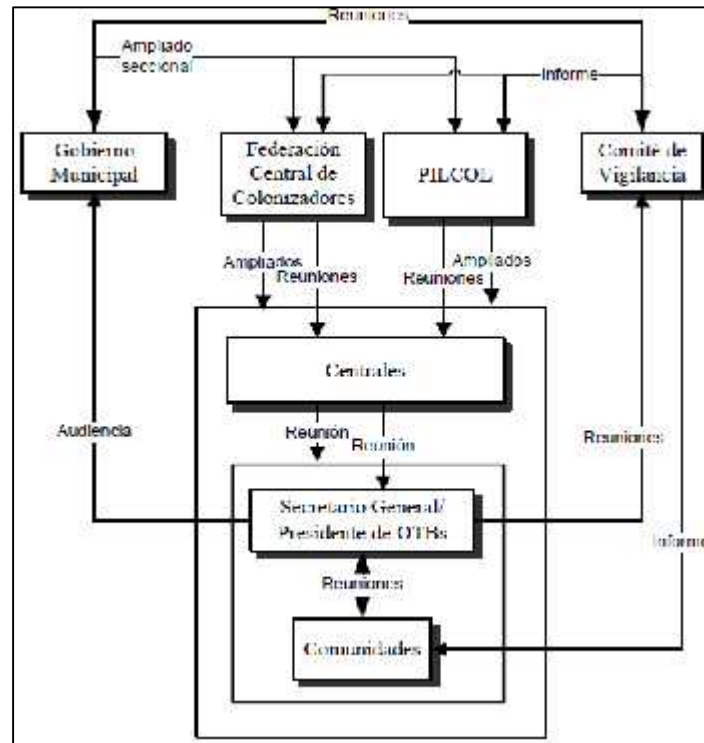 Reuniones
Ampliado
seccional
Informe
Gobierno
Municipal
Federación
Central de
Colonizadores
PILCOL
Comité de
Vigilancia
Ampliados
Reuniones
Reuniones
Ampliados
Centrales
Reunión
Reunión
Audiencia
Reuniones
Secretario General/
Presidente de OTBs
Reuniones
Informe
Comunidades